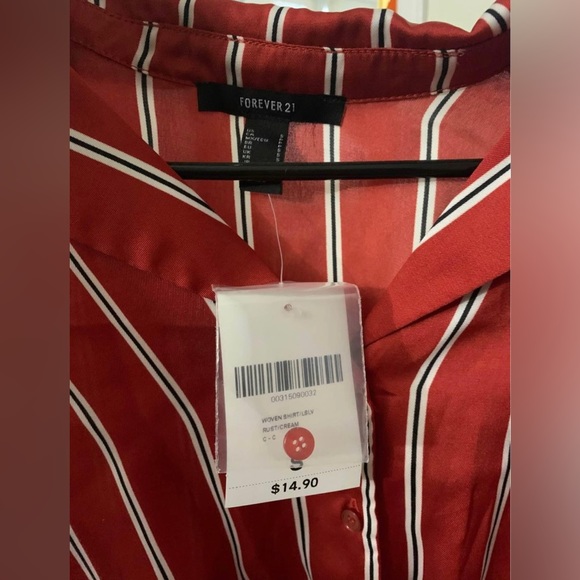 FOREVER 21
00315090032
WOVEN SHIRT/LSLV
RUST/CREAM
C - C
S
$14.90